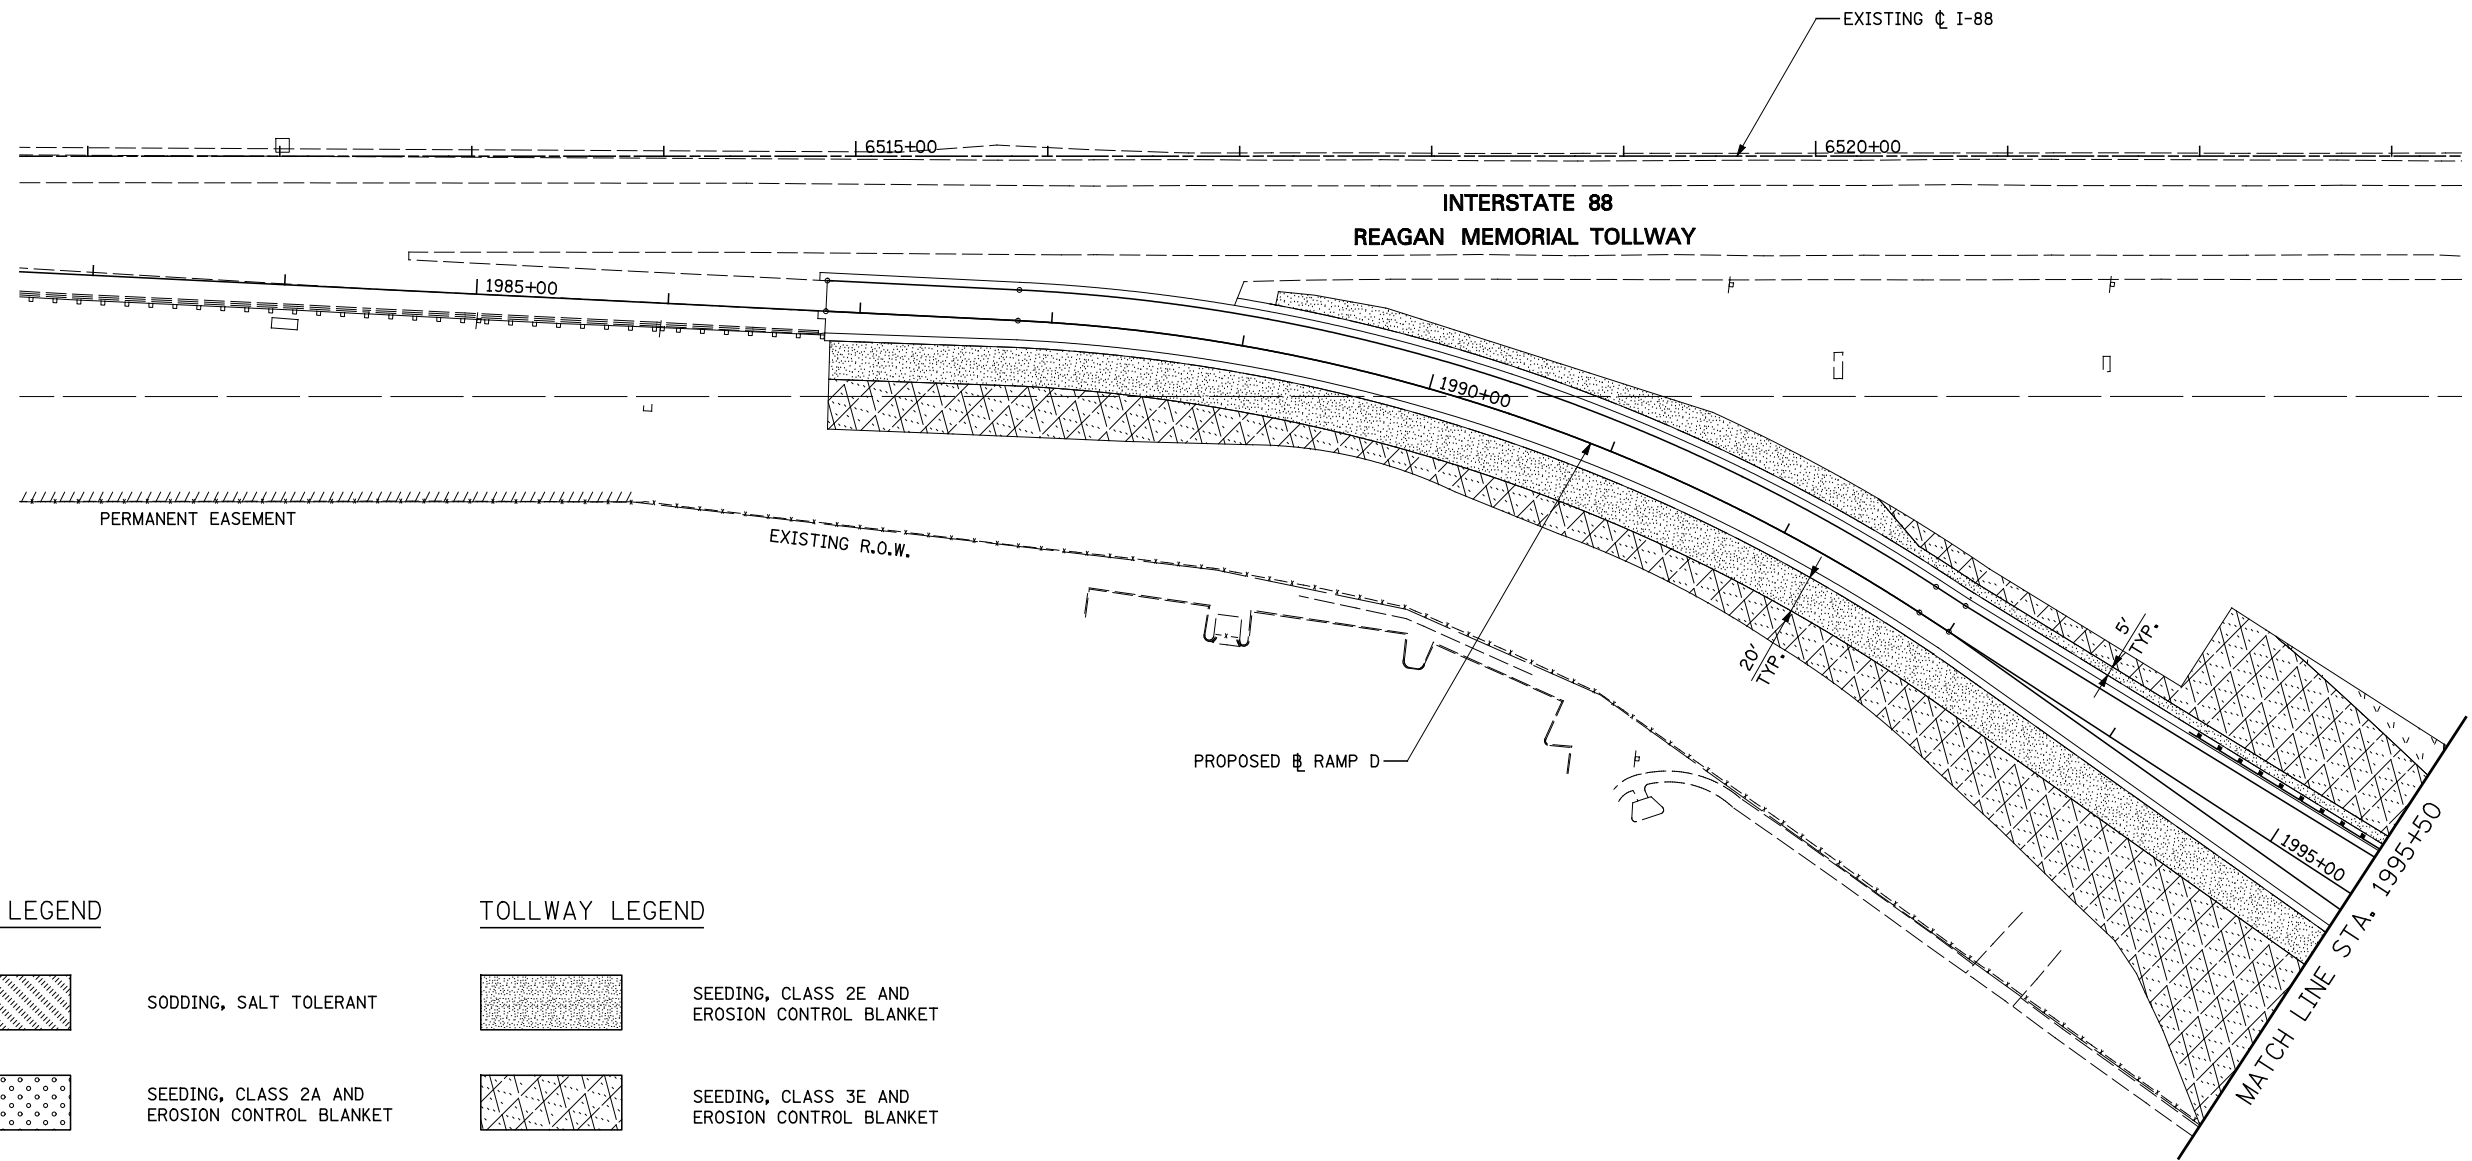 EXISTING ℄ I-88
6515+00
6520+00
INTERSTATE 88
REAGAN MEMORIAL TOLLWAY
1985+00
1990+00
PERMANENT EASEMENT
EXISTING R.O.W.
5'
TYP.
20'
TYP.
PROPOSED B̲L RAMP D
1995+00
MATCH LINE STA. 1995+50
LEGEND
SODDING, SALT TOLERANT
SEEDING, CLASS 2A AND
EROSION CONTROL BLANKET
TOLLWAY LEGEND
SEEDING, CLASS 2E AND
EROSION CONTROL BLANKET
SEEDING, CLASS 3E AND
EROSION CONTROL BLANKET